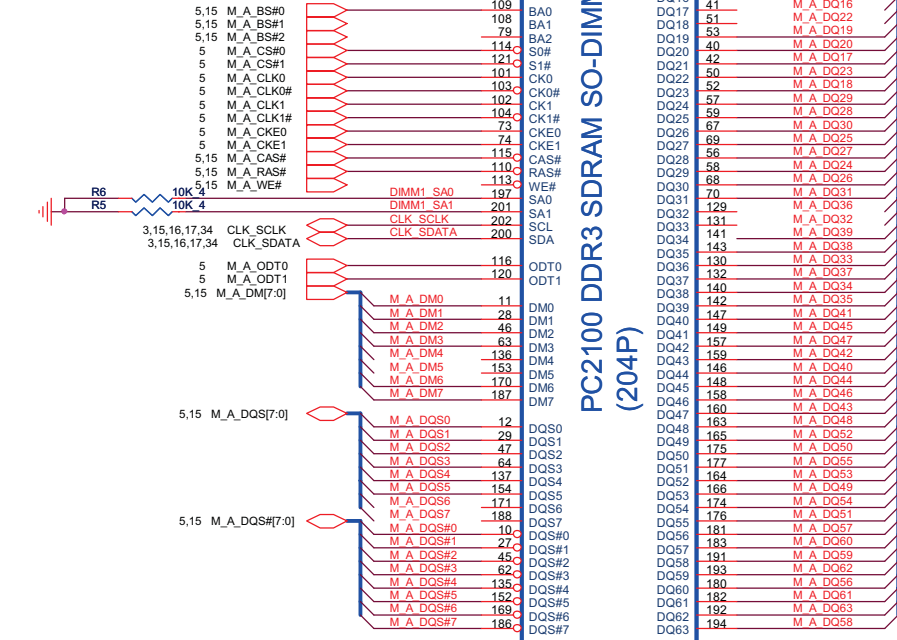 5,15 M_A_BS#0 109 BA0
5,15 M_A_BS#1 108 BA1
5,15 M_A_BS#2 79 BA2
5 M_A_CS#0 114 S0#
5 M_A_CS#1 121 S1#
5 M_A_CLK0 101 CK0
5 M_A_CLK0# 103 CK0#
5 M_A_CLK1 102 CK1
5 M_A_CLK1# 104 CK1#
5 M_A_CKE0 73 CKE0
5 M_A_CKE1 74 CKE1
5,15 M_A_CAS# 115 CAS#
5,15 M_A_RAS# 110 RAS#
5,15 M_A_WE# 113 WE#
R6 10K_4 DIMM1_SA0 197 SA0
R5 10K_4 DIMM1_SA1 201 SA1
3,15,16,17,34 CLK_SCLK CLK_SCLK 202 SCL
3,15,16,17,34 CLK_SDATA CLK_SDATA 200 SDA
5 M_A_ODT0 116 ODT0
5 M_A_ODT1 120 ODT1
5,15 M_A_DM[7:0]
M_A_DM0 11 DM0
M_A_DM1 28 DM1
M_A_DM2 46 DM2
M_A_DM3 63 DM3
M_A_DM4 136 DM4
M_A_DM5 153 DM5
M_A_DM6 170 DM6
M_A_DM7 187 DM7
5,15 M_A_DQS[7:0]
M_A_DQS0 12 DQS0
M_A_DQS1 29 DQS1
M_A_DQS2 47 DQS2
M_A_DQS3 64 DQS3
M_A_DQS4 137 DQS4
M_A_DQS5 154 DQS5
M_A_DQS6 171 DQS6
M_A_DQS7 188 DQS7
5,15 M_A_DQS#[7:0]
M_A_DQS#0 10 DQS#0
M_A_DQS#1 27 DQS#1
M_A_DQS#2 45 DQS#2
M_A_DQS#3 62 DQS#3
M_A_DQS#4 135 DQS#4
M_A_DQS#5 152 DQS#5
M_A_DQS#6 169 DQS#6
M_A_DQS#7 186 DQS#7
PC2100 DDR3 SDRAM SO-DIMM
(204P)
DQ17 41 M_A_DQ16
DQ18 51 M_A_DQ22
DQ19 53 M_A_DQ19
DQ20 40 M_A_DQ20
DQ21 42 M_A_DQ17
DQ22 50 M_A_DQ23
DQ23 52 M_A_DQ18
DQ24 57 M_A_DQ29
DQ25 59 M_A_DQ28
DQ26 67 M_A_DQ30
DQ27 69 M_A_DQ25
DQ28 56 M_A_DQ27
DQ29 58 M_A_DQ24
DQ30 68 M_A_DQ26
DQ31 70 M_A_DQ31
DQ32 129 M_A_DQ36
DQ33 131 M_A_DQ32
DQ34 141 M_A_DQ39
DQ35 143 M_A_DQ38
DQ36 130 M_A_DQ33
DQ37 132 M_A_DQ37
DQ38 140 M_A_DQ34
DQ39 142 M_A_DQ35
DQ40 147 M_A_DQ41
DQ41 149 M_A_DQ45
DQ42 157 M_A_DQ47
DQ43 159 M_A_DQ42
DQ44 146 M_A_DQ40
DQ45 148 M_A_DQ44
DQ46 158 M_A_DQ46
DQ47 160 M_A_DQ43
DQ48 163 M_A_DQ48
DQ49 165 M_A_DQ52
DQ50 175 M_A_DQ50
DQ51 177 M_A_DQ55
DQ52 164 M_A_DQ53
DQ53 166 M_A_DQ49
DQ54 174 M_A_DQ54
DQ55 176 M_A_DQ51
DQ56 181 M_A_DQ57
DQ57 183 M_A_DQ60
DQ58 191 M_A_DQ59
DQ59 193 M_A_DQ62
DQ60 180 M_A_DQ56
DQ61 182 M_A_DQ61
DQ62 192 M_A_DQ63
DQ63 194 M_A_DQ58